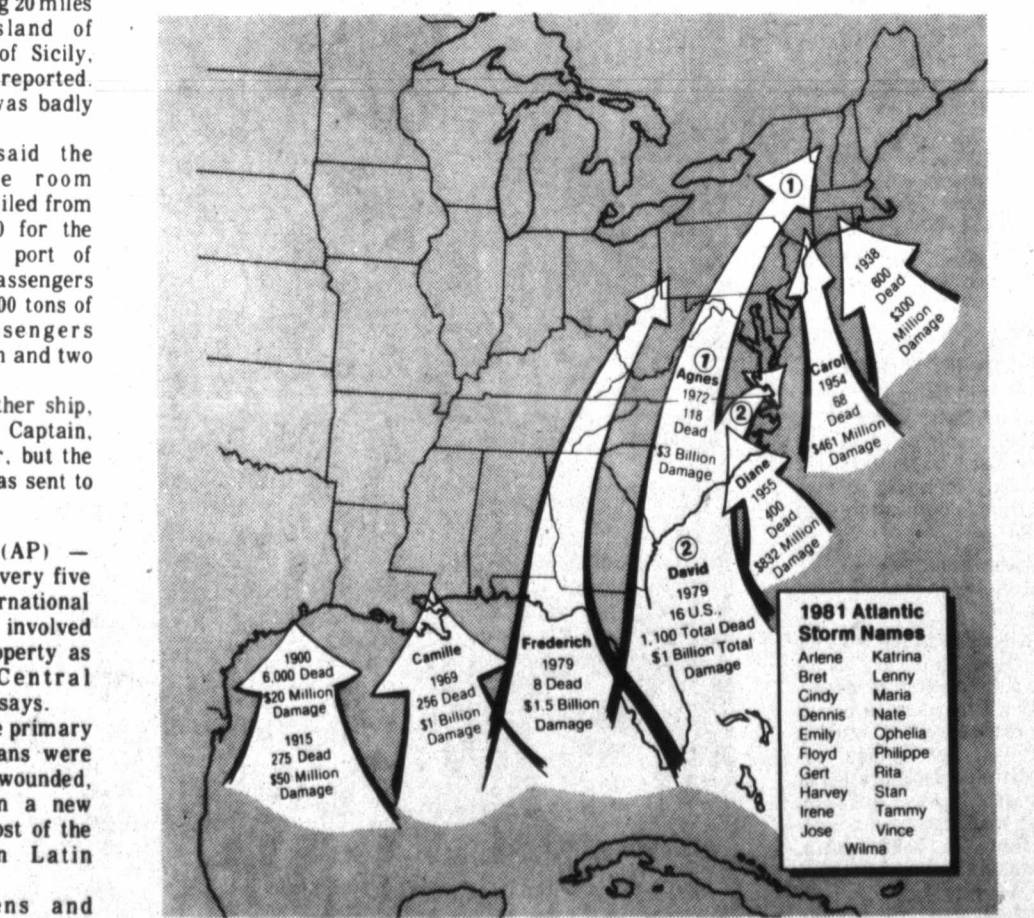 g 20 miles
sland of
of Sicily,
reported.
was badly
said the
e room
iled from
0 for the
port of
assengers
00 tons of
sengers
n and two
ther ship,
Captain,
r, but the
as sent to
(AP) —
very five
rnational
involved
operty as
Central
says.
e primary
ans were
wounded,
n a new
ost of the
n Latin
ens and
1
1938
600
Dead
$300
Million
Damage
Carol
1954
68
Dead
$461 Million
Damage
1
Agnes
1972
118
Dead
$3 Billion
Damage
2
Diane
1955
400
Dead
$832 Million
Damage
2
David
1979
16 U.S.,
1,100 Total Dead
$1 Billion Total
Damage
Frederich
1979
8 Dead
$1.5 Billion
Damage
Camille
1969
256 Dead
$1 Billion
Damage
1900
6,000 Dead
$20 Million
Damage
1915
275 Dead
$50 Million
Damage
1981 Atlantic
Storm Names
Arlene Katrina
Bret Lenny
Cindy Maria
Dennis Nate
Emily Ophelia
Floyd Philippe
Gert Rita
Harvey Stan
Irene Tammy
Jose Vince
Wilma